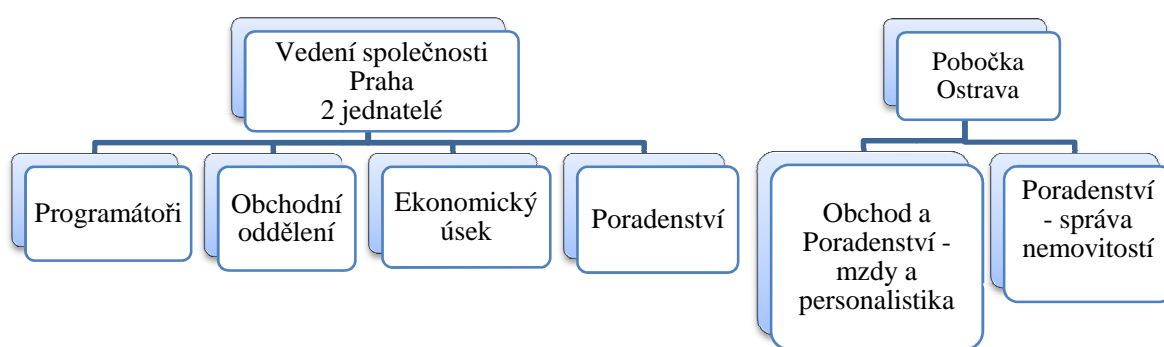 Vedení společnosti
Praha
2 jednatelé
Programátoři
Obchodní
oddělení
Ekonomický
úsek
Poradenství
Pobočka
Ostrava
Obchod a
Poradenství -
mzdy a
personalistika
Poradenství
- správa
nemovitostí